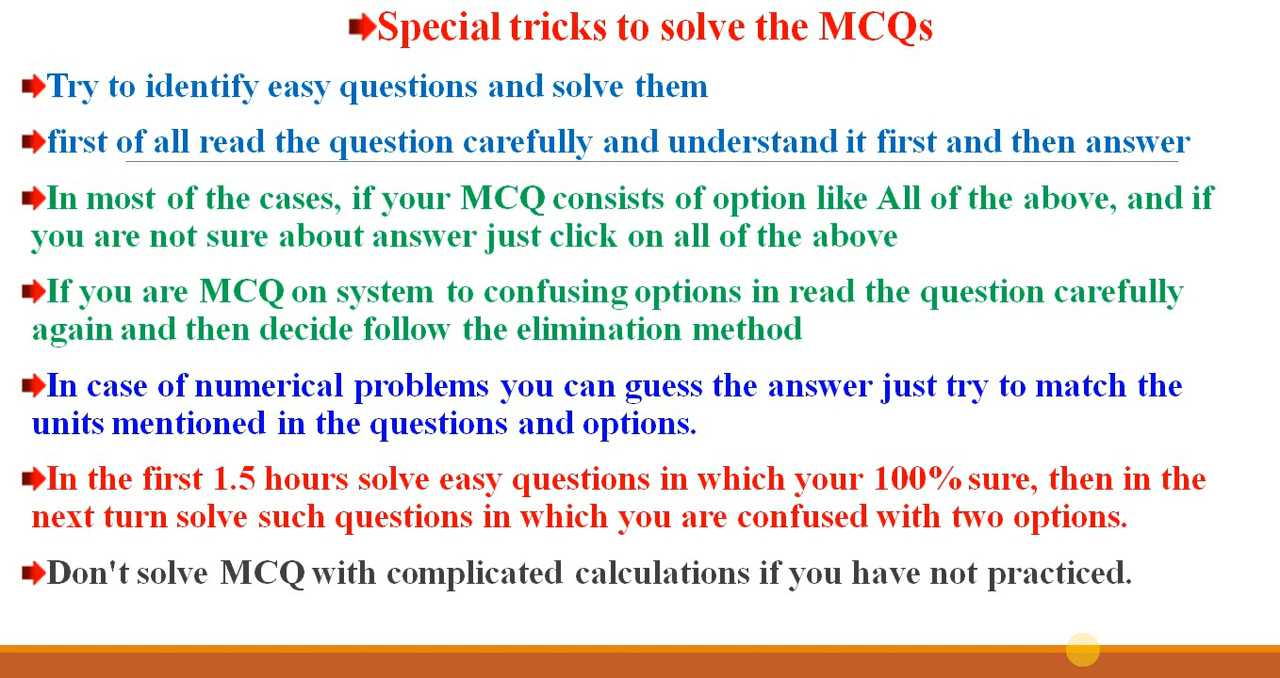 Special tricks to solve the MCQs
Try to identify easy questions and solve them
first of all read the question carefully and understand it first and then answer
In most of the cases, if your MCQ consists of option like All of the above, and if
you are not sure about answer just click on all of the above
If you are MCQ on system to confusing options in read the question carefully
again and then decide follow the elimination method
In case of numerical problems you can guess the answer just try to match the
units mentioned in the questions and options.
In the first 1.5 hours solve easy questions in which your 100% sure, then in the
next turn solve such questions in which you are confused with two options.
Don't solve MCQ with complicated calculations if you have not practiced.